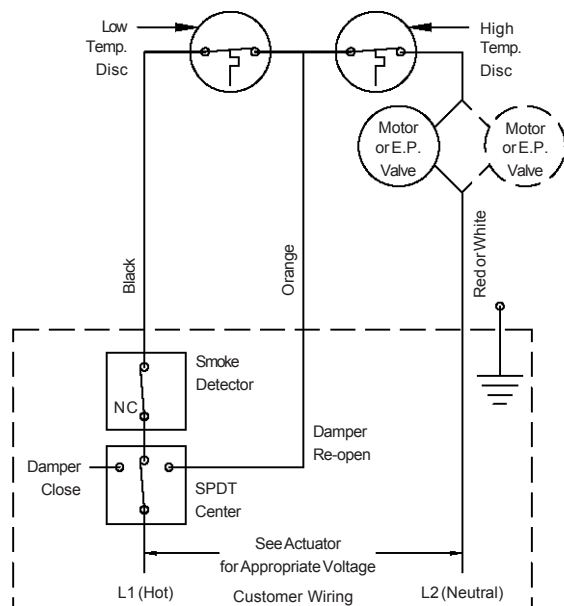 Low
Temp.
Disc
High
Temp.
Disc
Motor
or E.P.
Valve
Motor
or E.P.
Valve
Black
Orange
Red or White
Smoke
Detector
NC
Damper
Re-open
Damper
Close
SPDT
Center
See Actuator
for Appropriate Voltage
L1 (Hot)
Customer Wiring
L2 (Neutral)